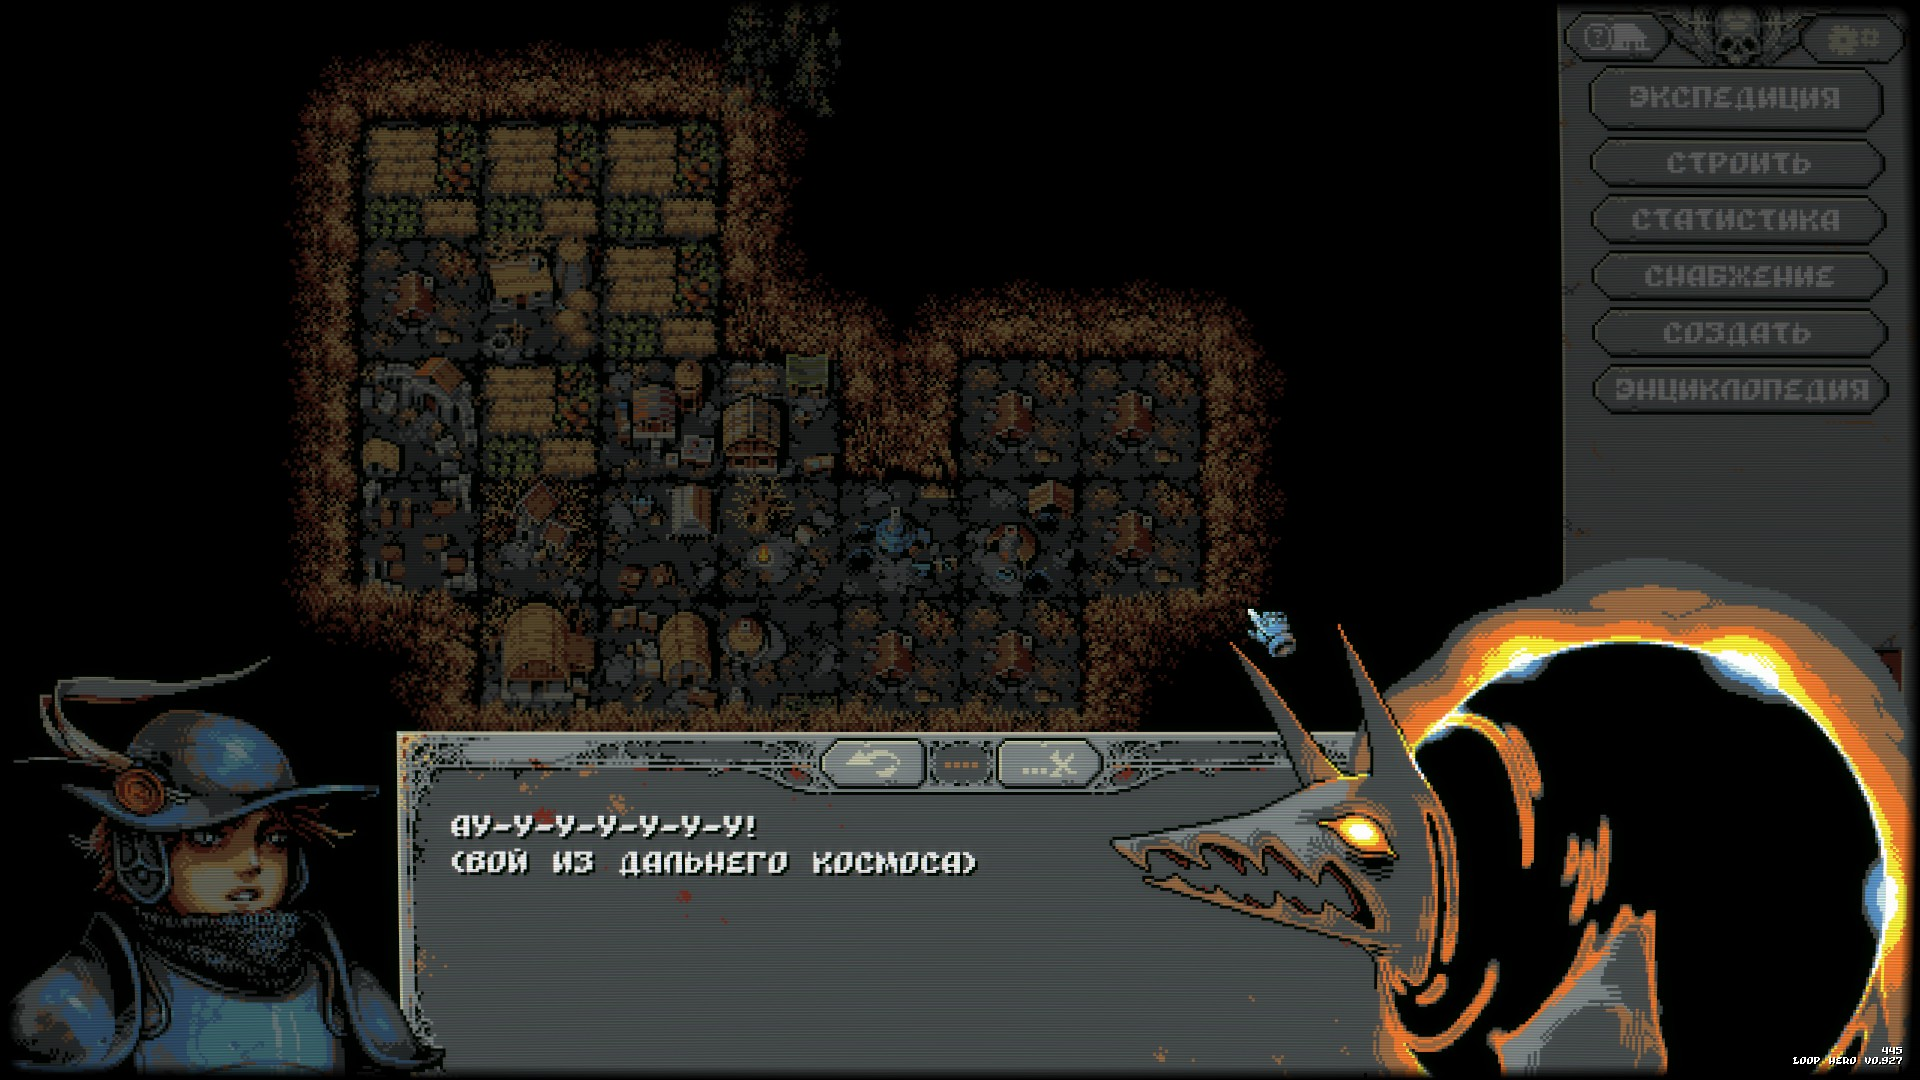 ЭКСПЕДИЦИЯ
СТРОИТЬ
СТАТИСТИКА
СНАБЖЕНИЕ
СОЗДАТЬ
ЭНЦИКЛОПЕДИЯ
АУ-У-У-У-У-У-У!
(ВОЙ ИЗ ДАЛЬНЕГО КОСМОСА)
445
LOOP HERO V0.927